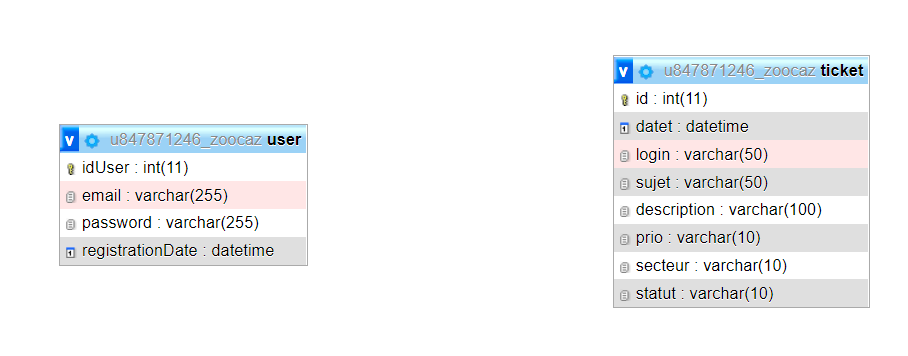 v u847871246_zoocaz user
idUser : int(11)
email : varchar(255)
password : varchar(255)
registrationDate : datetime
v u847871246_zoocaz ticket
id : int(11)
datet : datetime
login : varchar(50)
sujet : varchar(50)
description : varchar(100)
prio : varchar(10)
secteur : varchar(10)
statut : varchar(10)